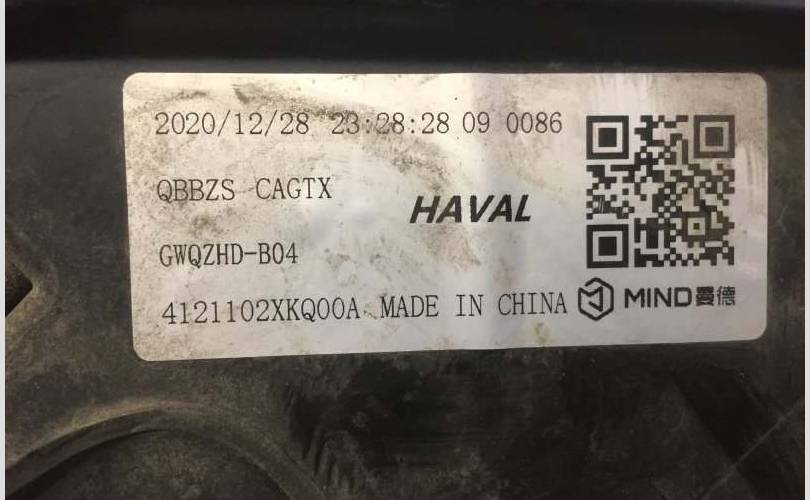 2020/12/28 23:28:28 09 0086
QBBZS CAGTX
HAVAL
GWQZHD-B04
4121102XKQ00A MADE IN CHINA
MIND曼德